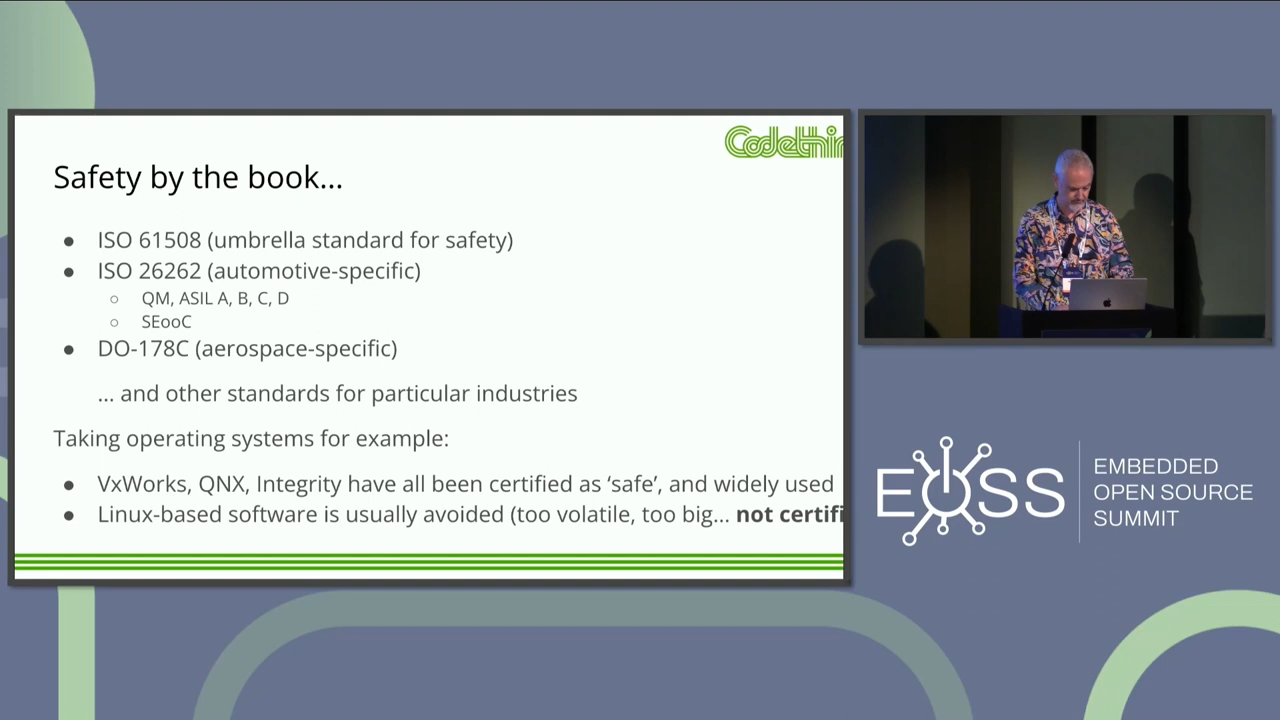 Codethin
Safety by the book...
● ISO 61508 (umbrella standard for safety)
● ISO 26262 (automotive-specific)
○ QM, ASIL A, B, C, D
○ SEooC
● DO-178C (aerospace-specific)
... and other standards for particular industries
Taking operating systems for example:
● VxWorks, QNX, Integrity have all been certified as ‘safe’, and widely used
● Linux-based software is usually avoided (too volatile, too big... not certifi
EOSS
EMBEDDED
OPEN SOURCE
SUMMIT